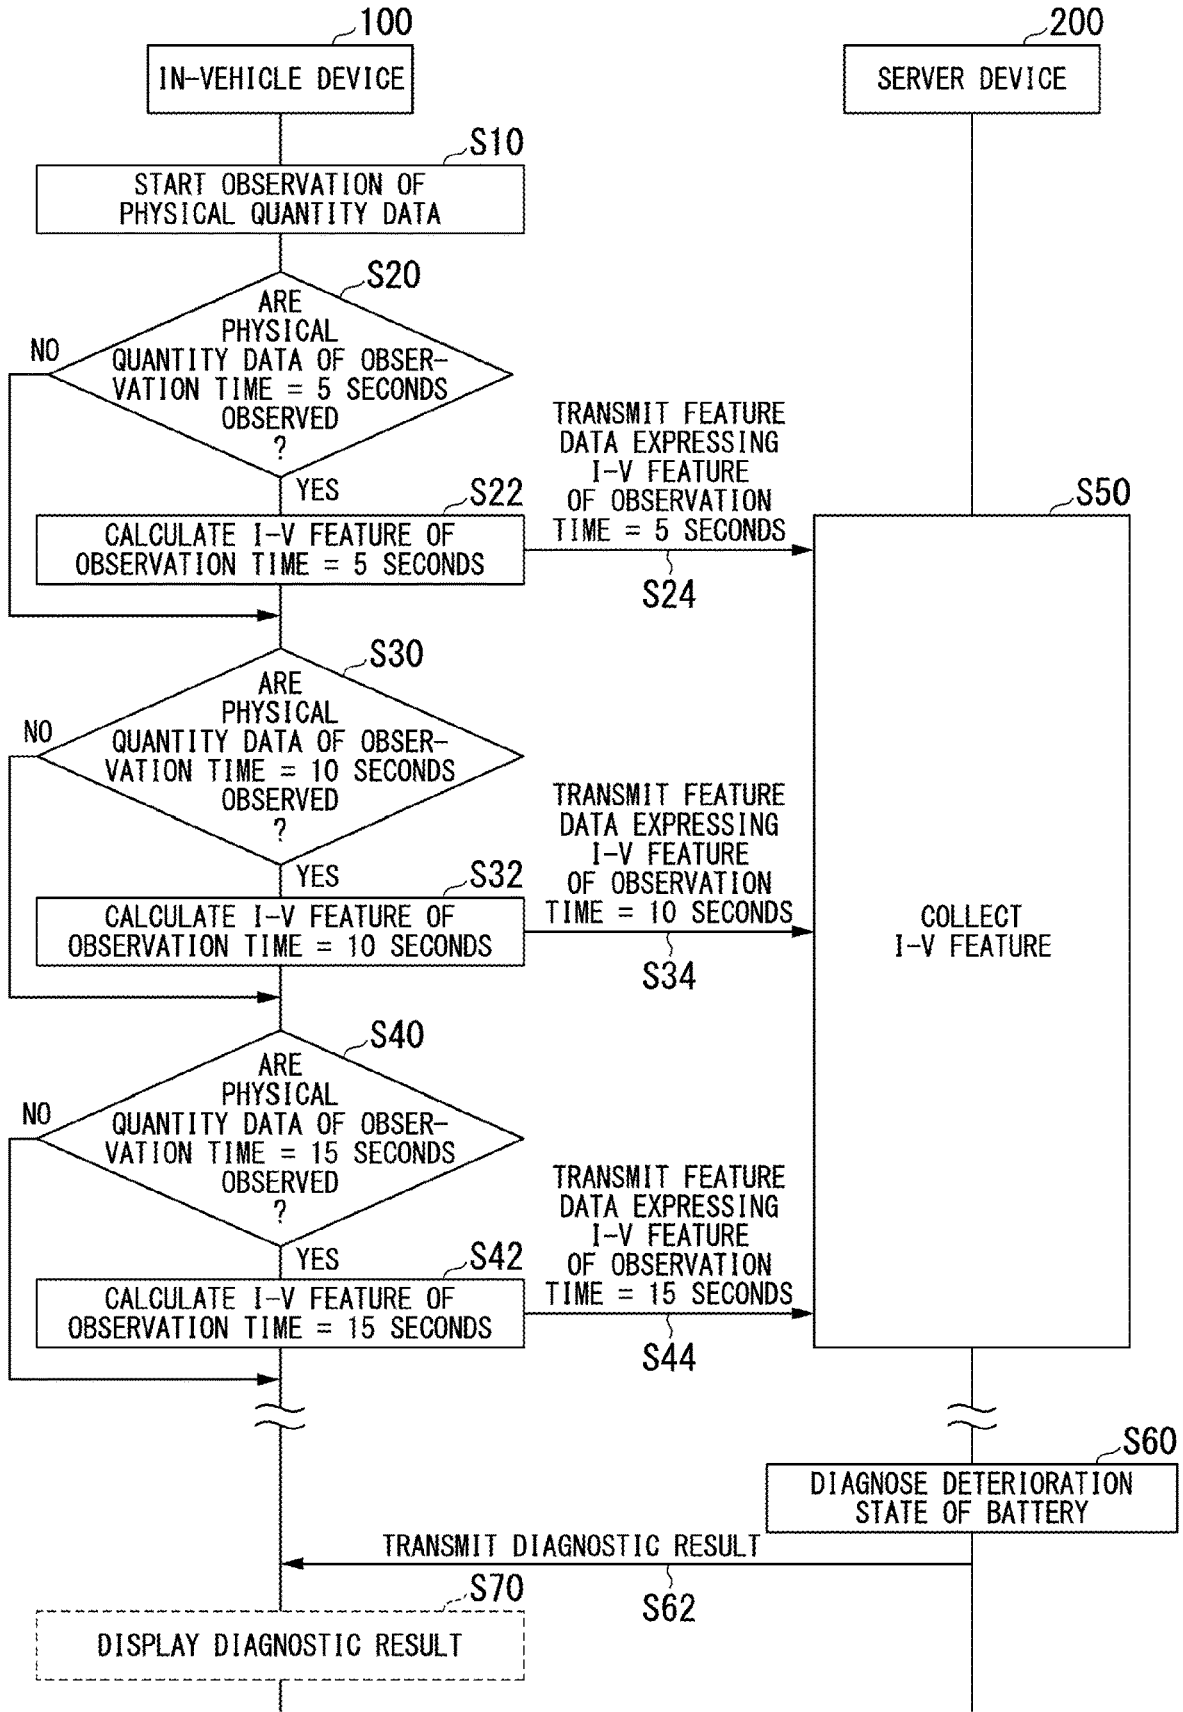 100
IN-VEHICLE DEVICE
200
SERVER DEVICE
S10
START OBSERVATION OF
PHYSICAL QUANTITY DATA
S20
ARE
PHYSICAL
QUANTITY DATA OF OBSER-
VATION TIME = 5 SECONDS
OBSERVED
?
NO
YES
S22
CALCULATE I-V FEATURE OF
OBSERVATION TIME = 5 SECONDS
TRANSMIT FEATURE
DATA EXPRESSING
I-V FEATURE
OF OBSERVATION
TIME = 5 SECONDS
S24
S50
COLLECT
I-V FEATURE
S30
ARE
PHYSICAL
QUANTITY DATA OF OBSER-
VATION TIME = 10 SECONDS
OBSERVED
?
NO
YES
S32
CALCULATE I-V FEATURE OF
OBSERVATION TIME = 10 SECONDS
TRANSMIT FEATURE
DATA EXPRESSING
I-V FEATURE
OF OBSERVATION
TIME = 10 SECONDS
S34
S40
ARE
PHYSICAL
QUANTITY DATA OF OBSER-
VATION TIME = 15 SECONDS
OBSERVED
?
NO
YES
S42
CALCULATE I-V FEATURE OF
OBSERVATION TIME = 15 SECONDS
TRANSMIT FEATURE
DATA EXPRESSING
I-V FEATURE
OF OBSERVATION
TIME = 15 SECONDS
S44
S60
DIAGNOSE DETERIORATION
STATE OF BATTERY
TRANSMIT DIAGNOSTIC RESULT
S62
S70
DISPLAY DIAGNOSTIC RESULT